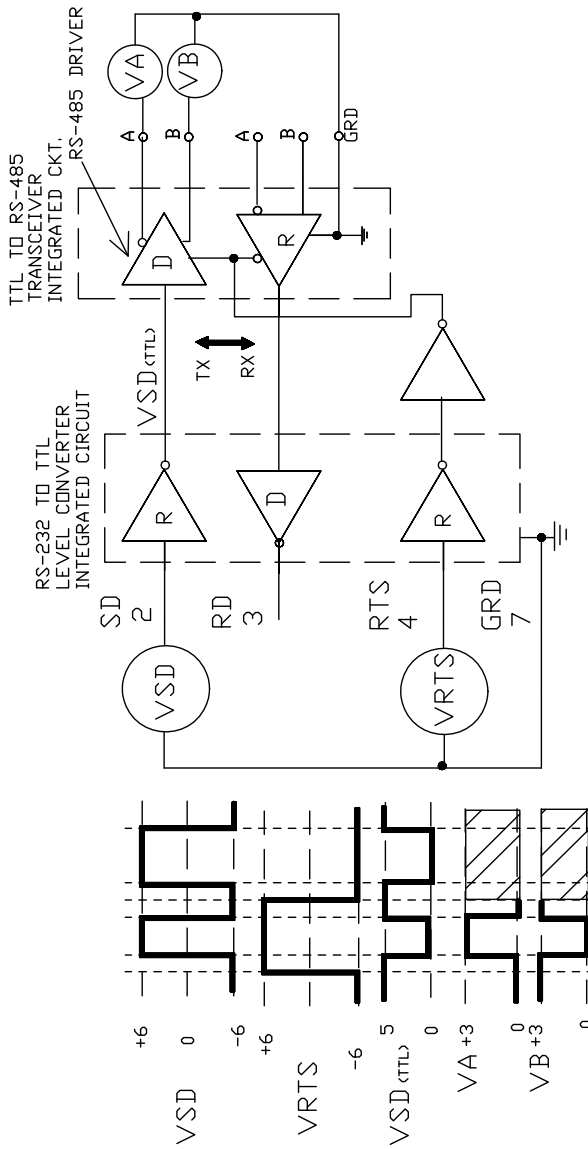 TTL TO RS-485
TRANSCEIVER
INTEGRATED CKT.
RS-485 DRIVER
VA
VB
A
B
A
B
GRD
D
R
VSD (TTL)
TX
RX
RS-232 TO TTL
LEVEL CONVERTER
INTEGRATED CIRCUIT
R
D
R
SD
2
RD
3
RTS
4
GRD
7
VSD
VRTS
VSD
+6
0
-6
VRTS
+6
-6
VSD (TTL)
5
0
VA
+3
0
VB
+3
0